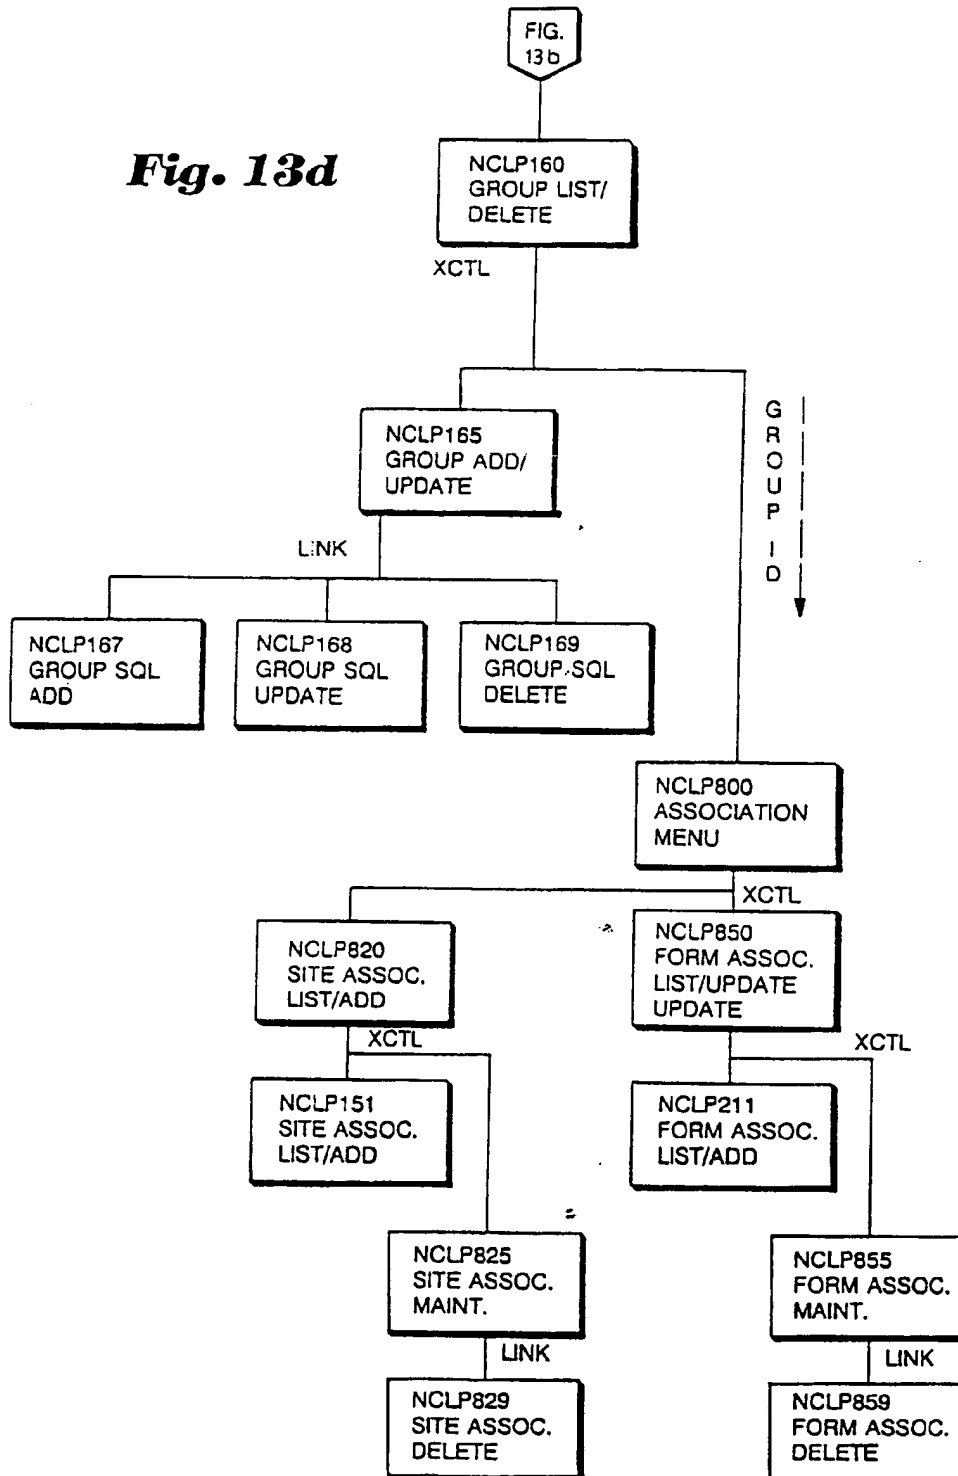 FIG.
13b
Fig. 13d
NCLP160
GROUP LIST/
DELETE
XCTL
NCLP165
GROUP ADD/
UPDATE
GROUP ID
LINK
NCLP167
GROUP SQL
ADD
NCLP168
GROUP SQL
UPDATE
NCLP169
GROUP SQL
DELETE
NCLP800
ASSOCIATION
MENU
XCTL
NCLP820
SITE ASSOC.
LIST/ADD
NCLP850
FORM ASSOC.
LIST/UPDATE
UPDATE
XCTL
XCTL
NCLP151
SITE ASSOC.
LIST/ADD
NCLP211
FORM ASSOC.
LIST/ADD
NCLP825
SITE ASSOC.
MAINT.
NCLP855
FORM ASSOC.
MAINT.
LINK
LINK
NCLP829
SITE ASSOC.
DELETE
NCLP859
FORM ASSOC.
DELETE